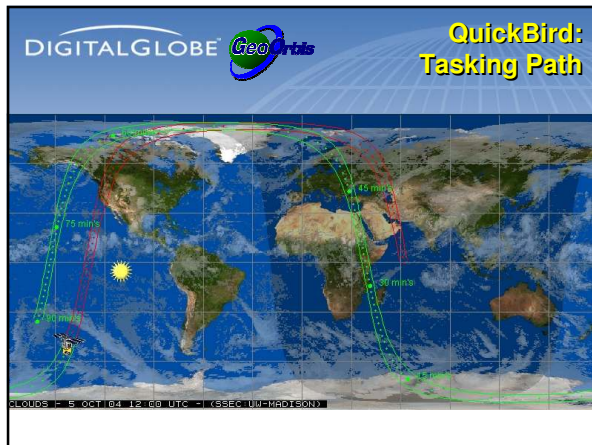 DIGITALGLOBE
GeoOrbis
QuickBird:
Tasking Path
45 min's
75 min's
30 min's
90 min's
CLOUDS - 5 OCT 04 12:00 UTC - (SSEC:UW-MADISON)